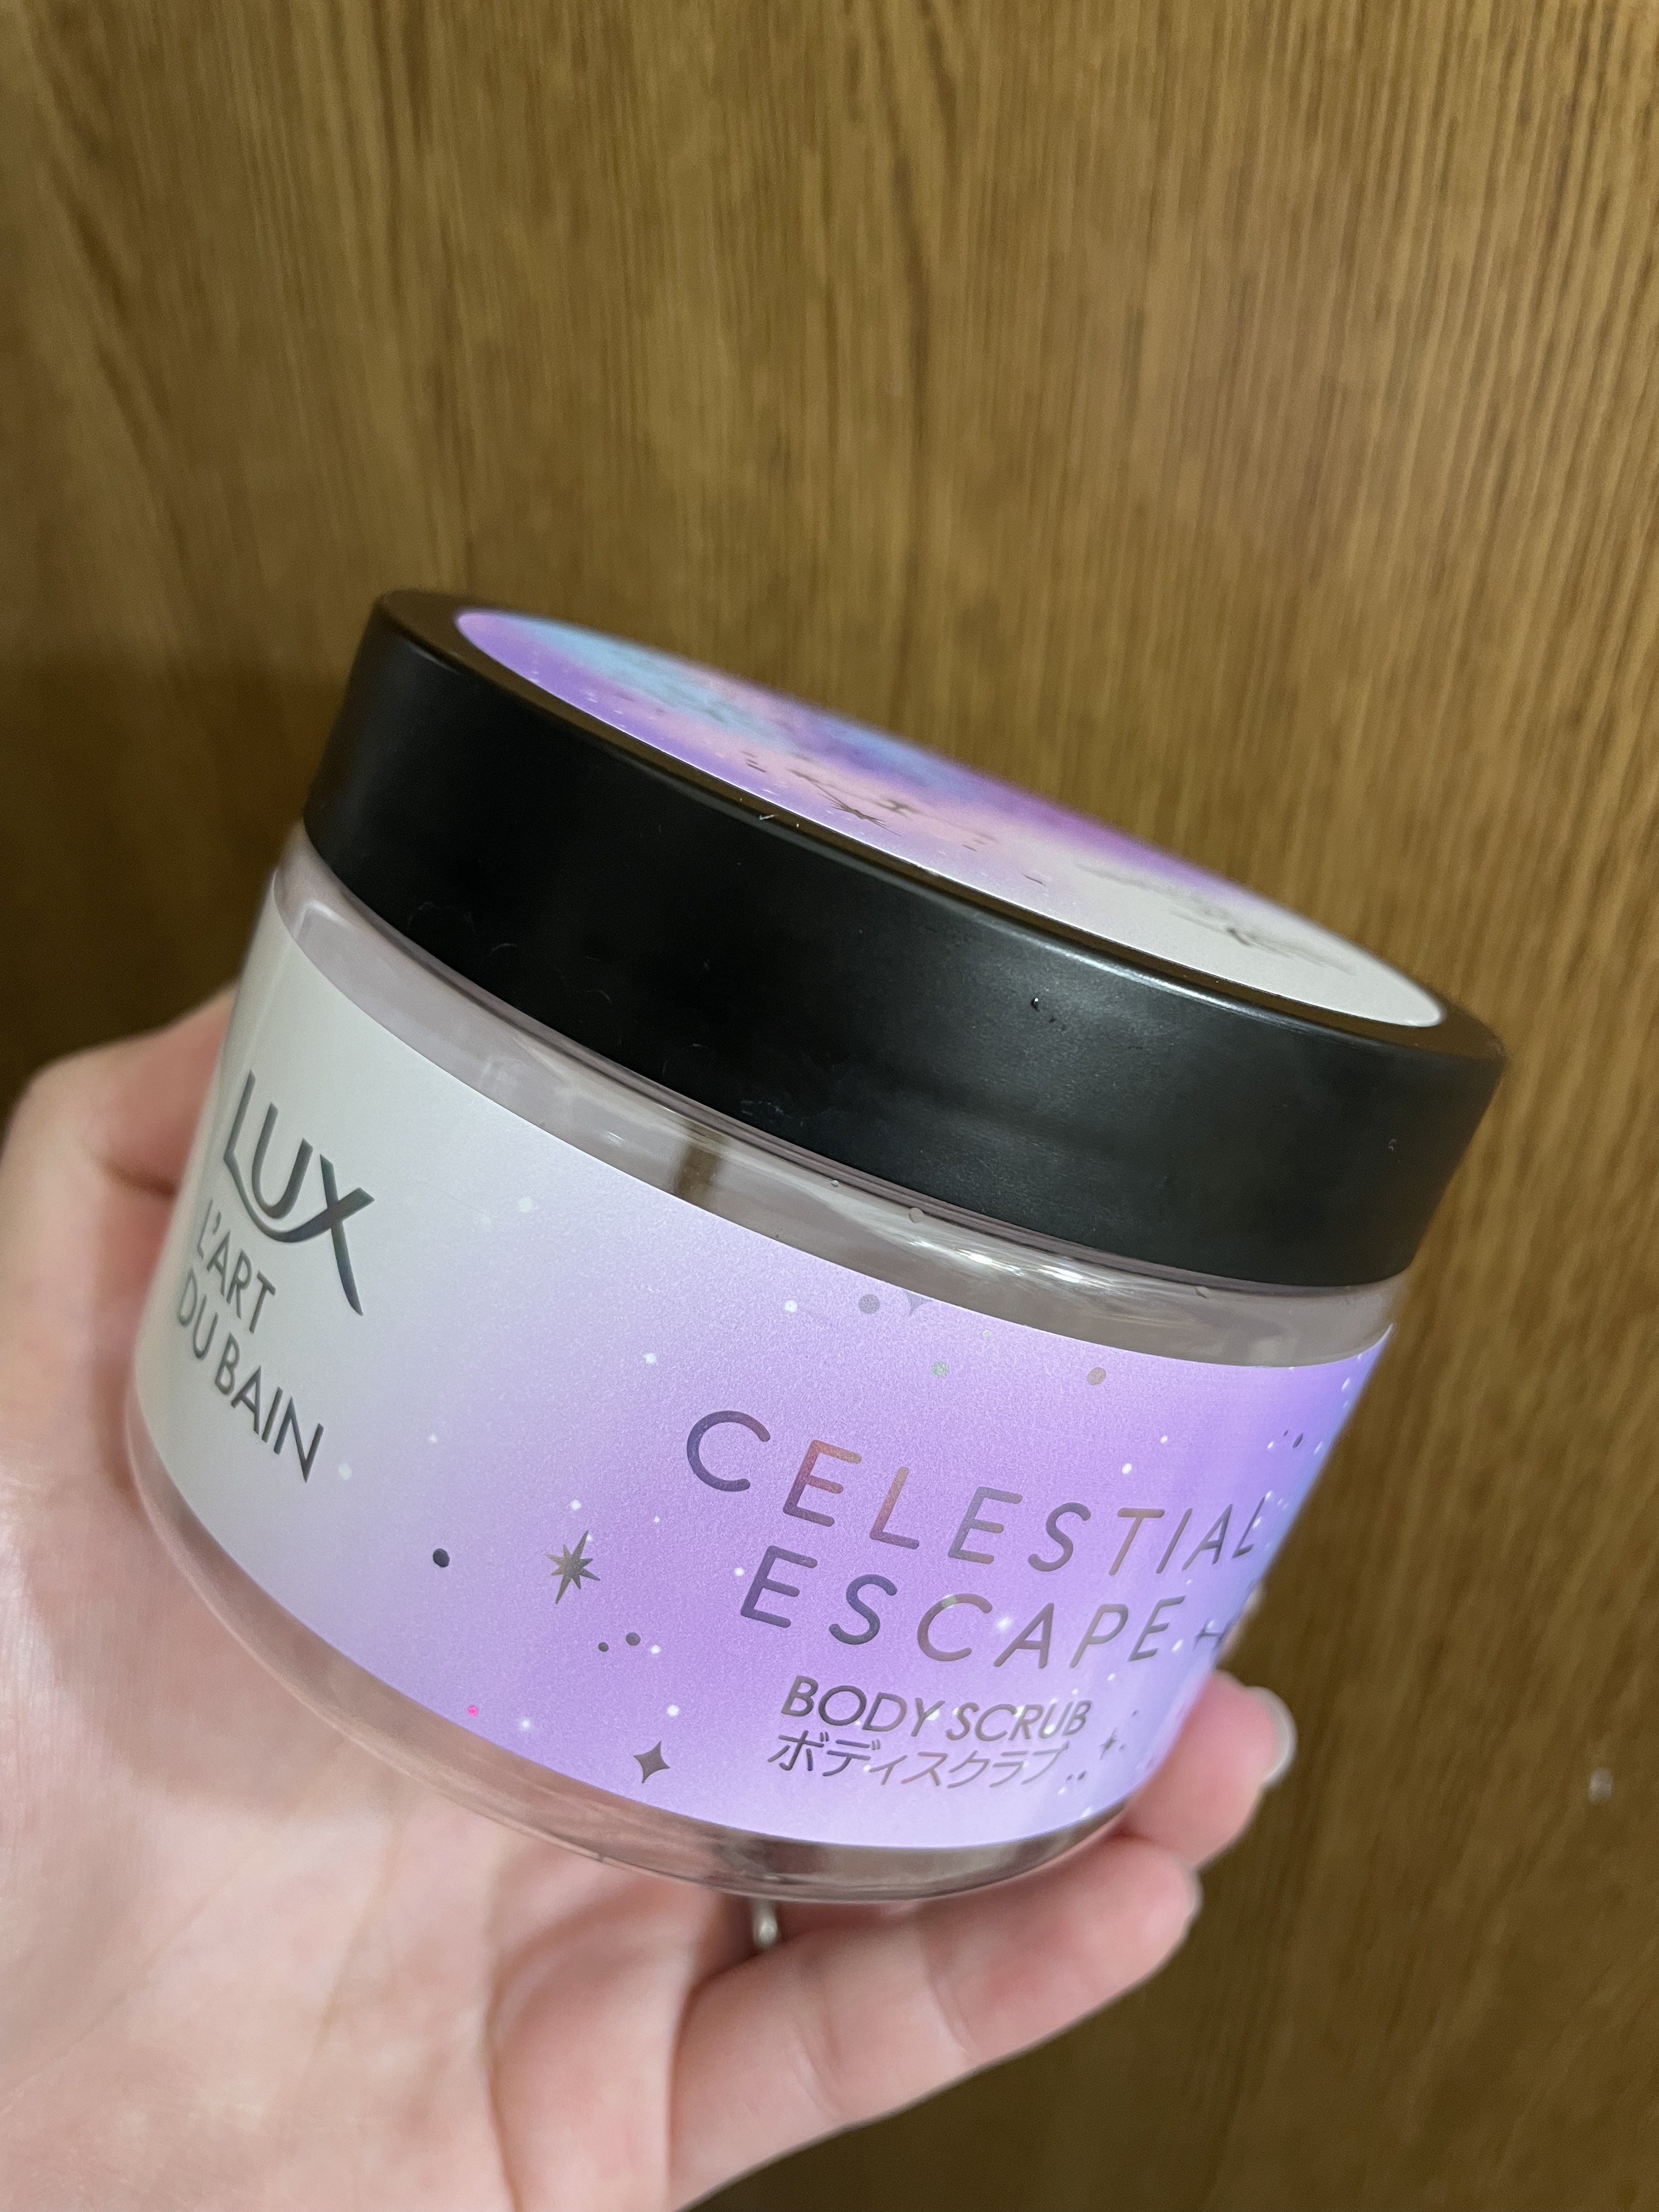 LUX
L'ART
DU BAIN
CELESTIAL
ESCAPE
BODY SCRUB
ボディスクラブ